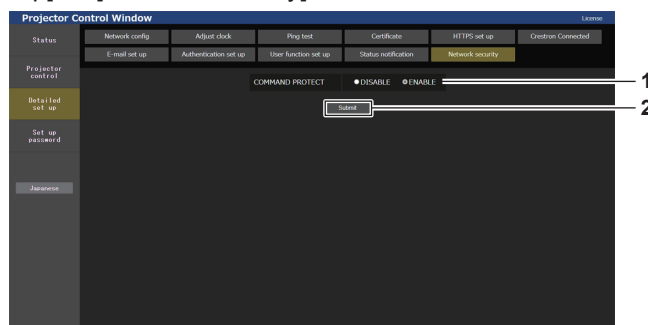 Projector Control Window License
Status
Network config Adjust clock Ping test Certificate HTTPS set up Crestron Connected
E-mail set up Authentication set up User function set up Status notification Network security
Projector
control
COMMAND PROTECT DISABLE ENABLE 1
Detailed
set up
Submit 2
Set up
password
Japanese